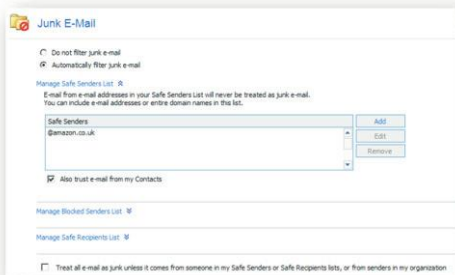 Junk E-Mail
Do not filter junk e-mail
Automatically filter junk e-mail
Manage Safe Senders List
E-mail from e-mail addresses in your Safe Senders List will never be treated as junk e-mail.
You can include e-mail addresses or entire domain names in this list.
Safe Senders
Add
@amazon.co.uk
Edit
Remove
Also trust e-mail from my Contacts
Manage Blocked Senders List
Manage Safe Recipients List
Treat all e-mail as junk unless it comes from someone in my Safe Senders or Safe Recipients lists, or from senders in my organization